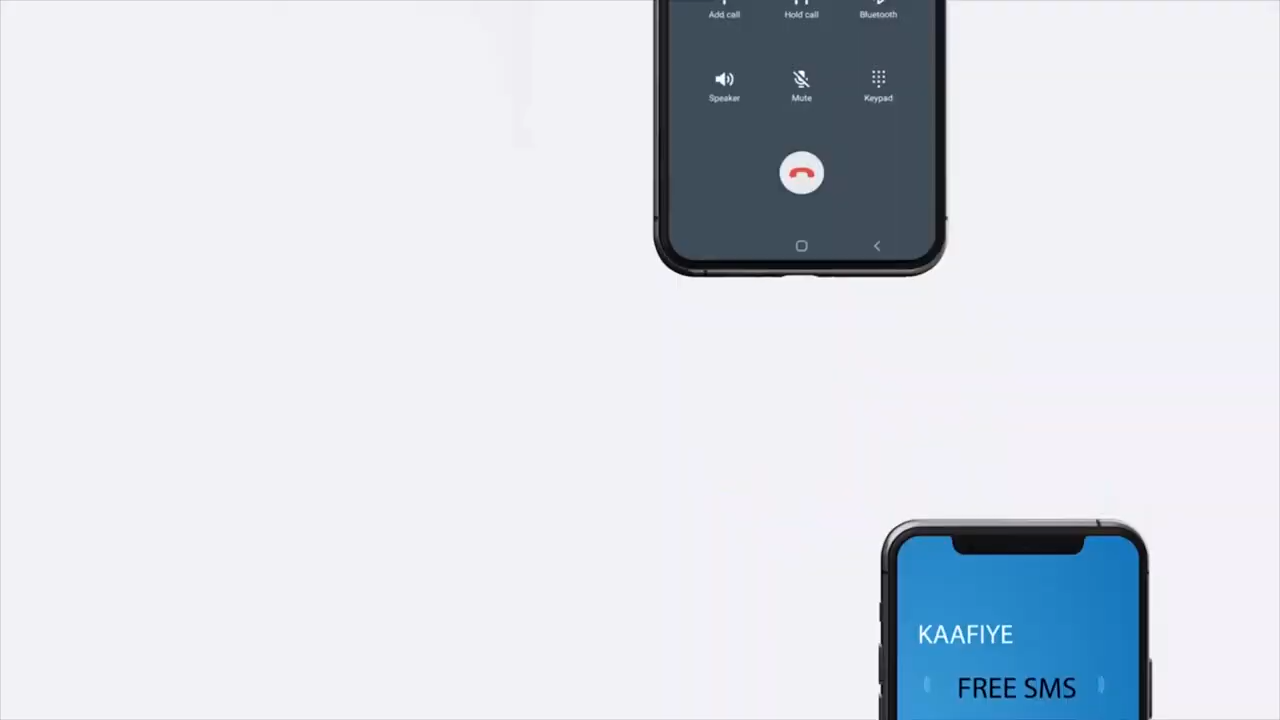 Add call Hold call Bluetooth
Speaker Mute Keypad
KAAFIYE
FREE SMS